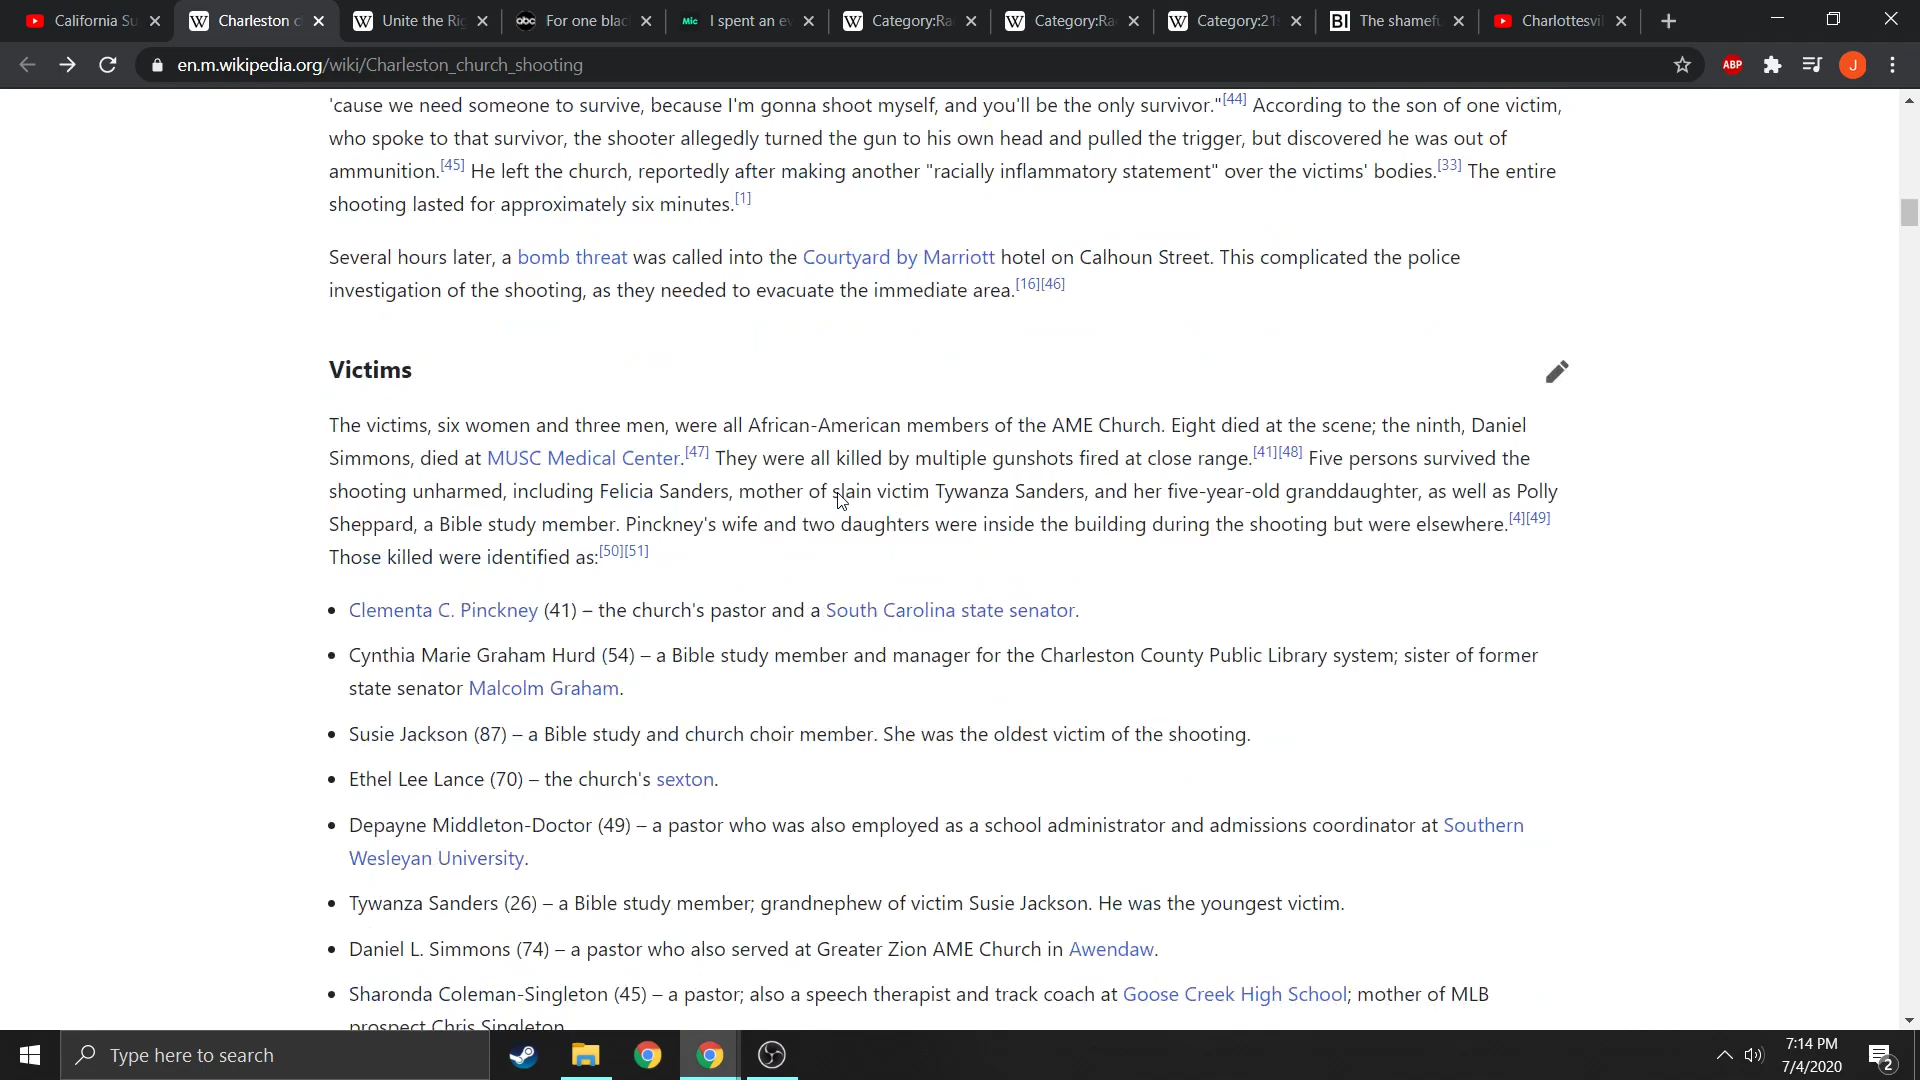 California Su
Charleston c
Unite the Rig
abc For one blac
Mic I spent an ev
Category:Ra
Category:Ra
Category:21s
BI The shamefu
Charlottesvil
en.m.wikipedia.org/wiki/Charleston_church_shooting
ABP
J
'cause we need someone to survive, because I'm gonna shoot myself, and you'll be the only survivor."[44] According to the son of one victim,
who spoke to that survivor, the shooter allegedly turned the gun to his own head and pulled the trigger, but discovered he was out of
ammunition.[45] He left the church, reportedly after making another "racially inflammatory statement" over the victims' bodies.[33] The entire
shooting lasted for approximately six minutes.[1]
Several hours later, a bomb threat was called into the Courtyard by Marriott hotel on Calhoun Street. This complicated the police
investigation of the shooting, as they needed to evacuate the immediate area.[16][46]
Victims
The victims, six women and three men, were all African-American members of the AME Church. Eight died at the scene; the ninth, Daniel
Simmons, died at MUSC Medical Center.[47] They were all killed by multiple gunshots fired at close range.[41][48] Five persons survived the
shooting unharmed, including Felicia Sanders, mother of slain victim Tywanza Sanders, and her five-year-old granddaughter, as well as Polly
Sheppard, a Bible study member. Pinckney's wife and two daughters were inside the building during the shooting but were elsewhere.[4][49]
Those killed were identified as:[50][51]
• Clementa C. Pinckney (41) – the church's pastor and a South Carolina state senator.
• Cynthia Marie Graham Hurd (54) – a Bible study member and manager for the Charleston County Public Library system; sister of former
state senator Malcolm Graham.
• Susie Jackson (87) – a Bible study and church choir member. She was the oldest victim of the shooting.
• Ethel Lee Lance (70) – the church's sexton.
• Depayne Middleton-Doctor (49) – a pastor who was also employed as a school administrator and admissions coordinator at Southern
Wesleyan University.
• Tywanza Sanders (26) – a Bible study member; grandnephew of victim Susie Jackson. He was the youngest victim.
• Daniel L. Simmons (74) – a pastor who also served at Greater Zion AME Church in Awendaw.
• Sharonda Coleman-Singleton (45) – a pastor; also a speech therapist and track coach at Goose Creek High School; mother of MLB
prospect Chris Singleton.
Type here to search
7:14 PM
7/4/2020
2